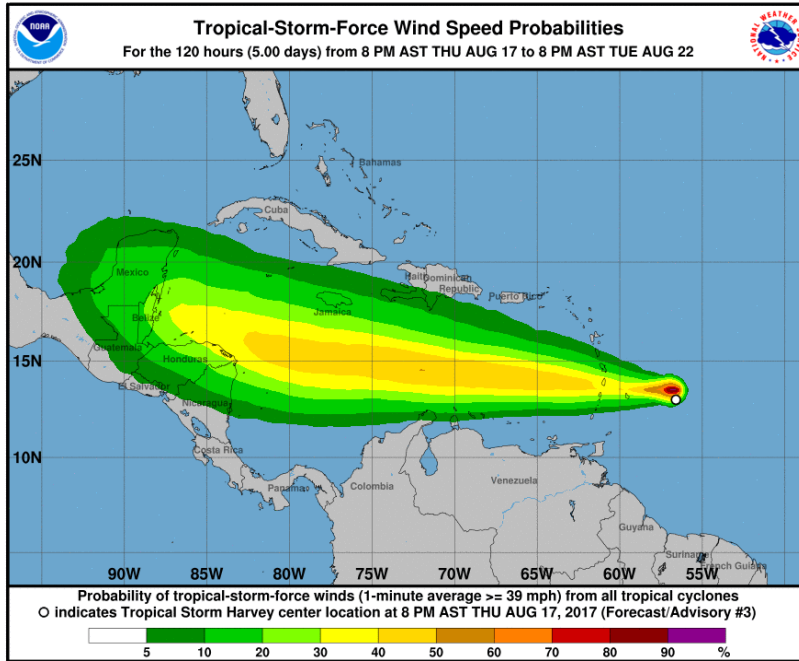 Tropical-Storm-Force Wind Speed Probabilities
For the 120 hours (5.00 days) from 8 PM AST THU AUG 17 to 8 PM AST TUE AUG 22
NOAA
NATIONAL WEATHER SERVICE
25N
Bahamas
Cuba
20N
Mexico
Haiti
Dominican
Republic
Puerto Rico
Jamaica
Belize
15N
Guatemala
Honduras
El Salvador
Nicaragua
10N
Costa Rica
Panama
Colombia
Venezuela
Guyana
Suriname
French Guiana
90W 85W 80W 75W 70W 65W 60W 55W
Probability of tropical-storm-force winds (1-minute average >= 39 mph) from all tropical cyclones
O indicates Tropical Storm Harvey center location at 8 PM AST THU AUG 17, 2017 (Forecast/Advisory #3)
5 10 20 30 40 50 60 70 80 90 %